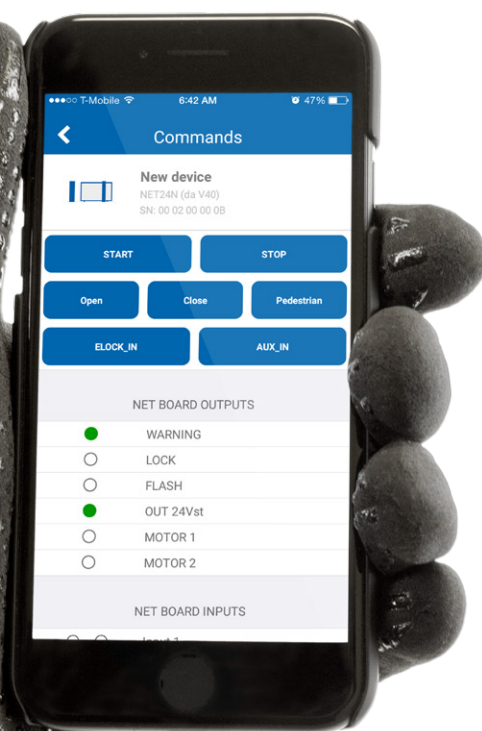 T-Mobile 6:42 AM 47%
Commands
New device
NET24N (da V40)
SN: 00 02 00 00 0B
START STOP
Open Close Pedestrian
ELOCK_IN AUX_IN
NET BOARD OUTPUTS
WARNING
LOCK
FLASH
OUT 24Vst
MOTOR 1
MOTOR 2
NET BOARD INPUTS
Input 1